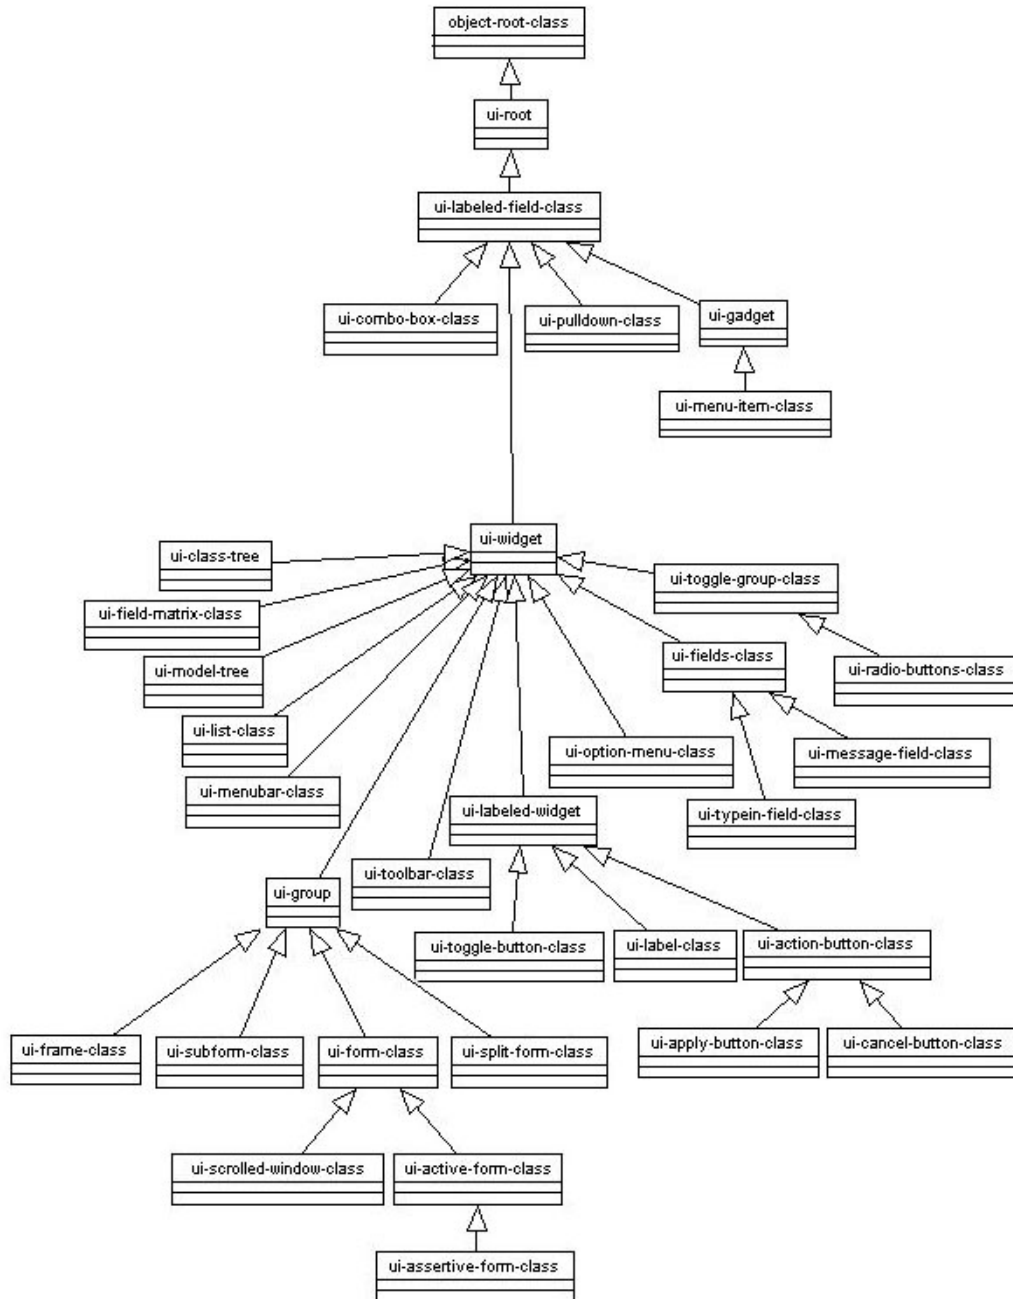 object-root-class
ui-root
ui-labeled-field-class
ui-combo-box-class
ui-pulldown-class
ui-gadget
ui-menu-item-class
ui-widget
ui-class-tree
ui-toggle-group-class
ui-field-matrix-class
ui-fields-class
ui-model-tree
ui-radio-buttons-class
ui-list-class
ui-option-menu-class
ui-message-field-class
ui-menubar-class
ui-labeled-widget
ui-typein-field-class
ui-toolbar-class
ui-group
ui-toggle-button-class
ui-label-class
ui-action-button-class
ui-frame-class
ui-subform-class
ui-form-class
ui-split-form-class
ui-apply-button-class
ui-cancel-button-class
ui-scrolled-window-class
ui-active-form-class
ui-assertive-form-class